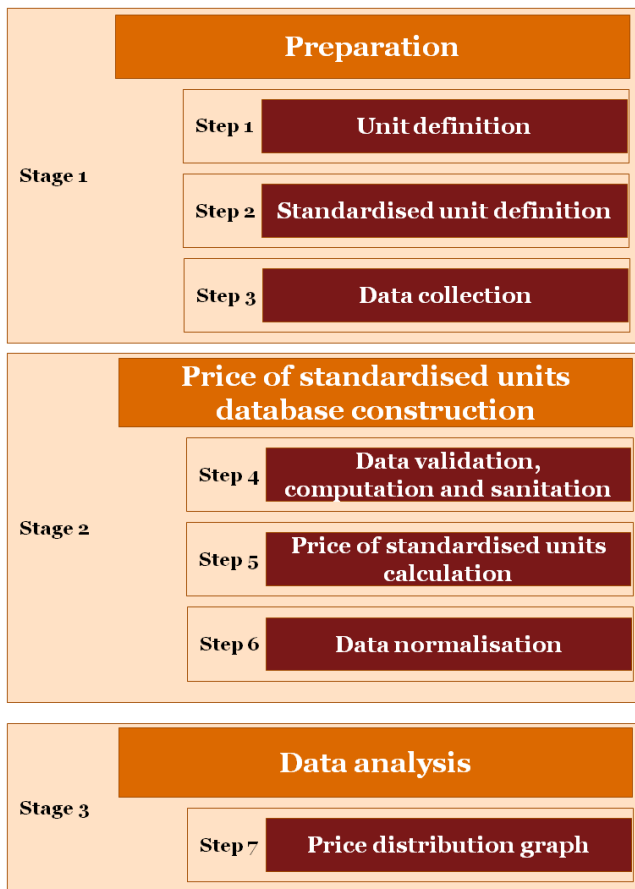 Preparation
Stage 1
Step 1
Unit definition
Step 2
Standardised unit definition
Step 3
Data collection
Price of standardised units
database construction
Stage 2
Step 4
Data validation,
computation and sanitation
Step 5
Price of standardised units
calculation
Step 6
Data normalisation
Data analysis
Stage 3
Step 7
Price distribution graph